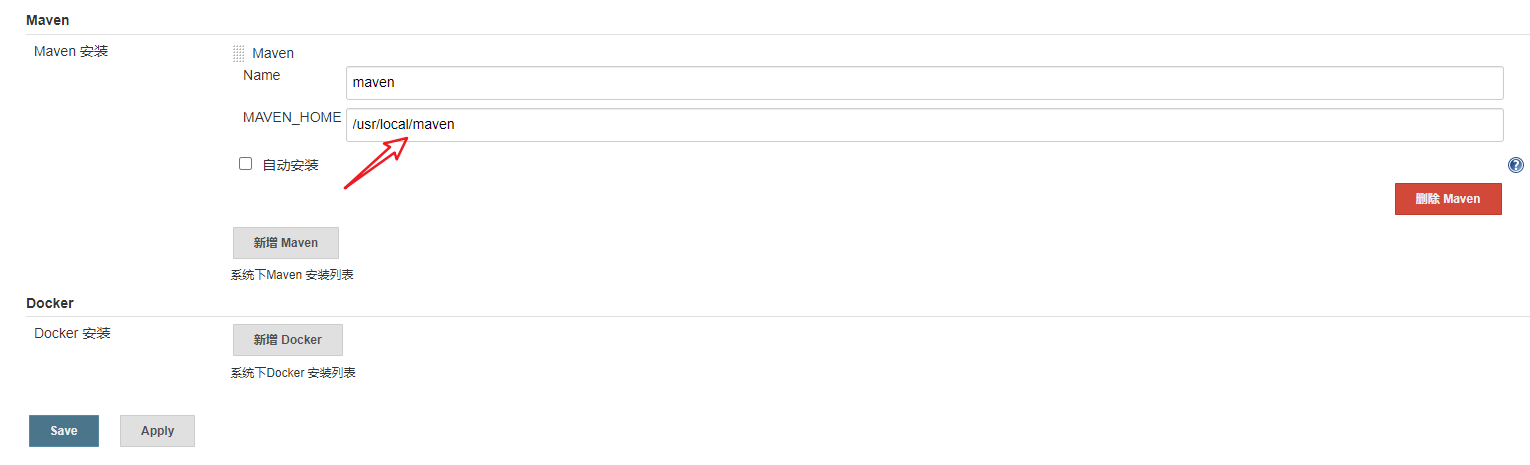 Maven
Maven 安装
Maven
Name
maven
MAVEN_HOME
/usr/local/maven
自动安装
?
删除 Maven
新增 Maven
系统下Maven 安装列表
Docker
Docker 安装
新增 Docker
系统下Docker 安装列表
Save
Apply